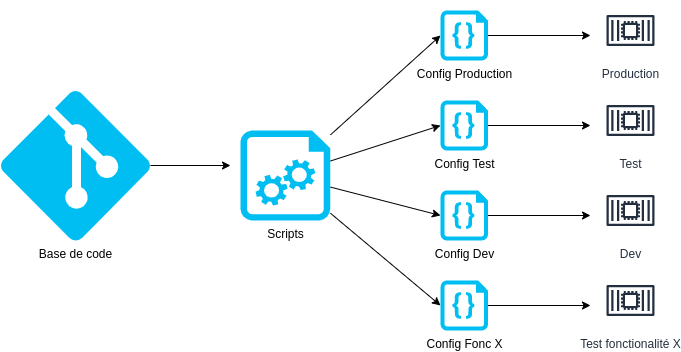 Config Production
Production
Config Test
Test
Base de code
Scripts
Config Dev
Dev
Config Fonc X
Test fonctionalité X